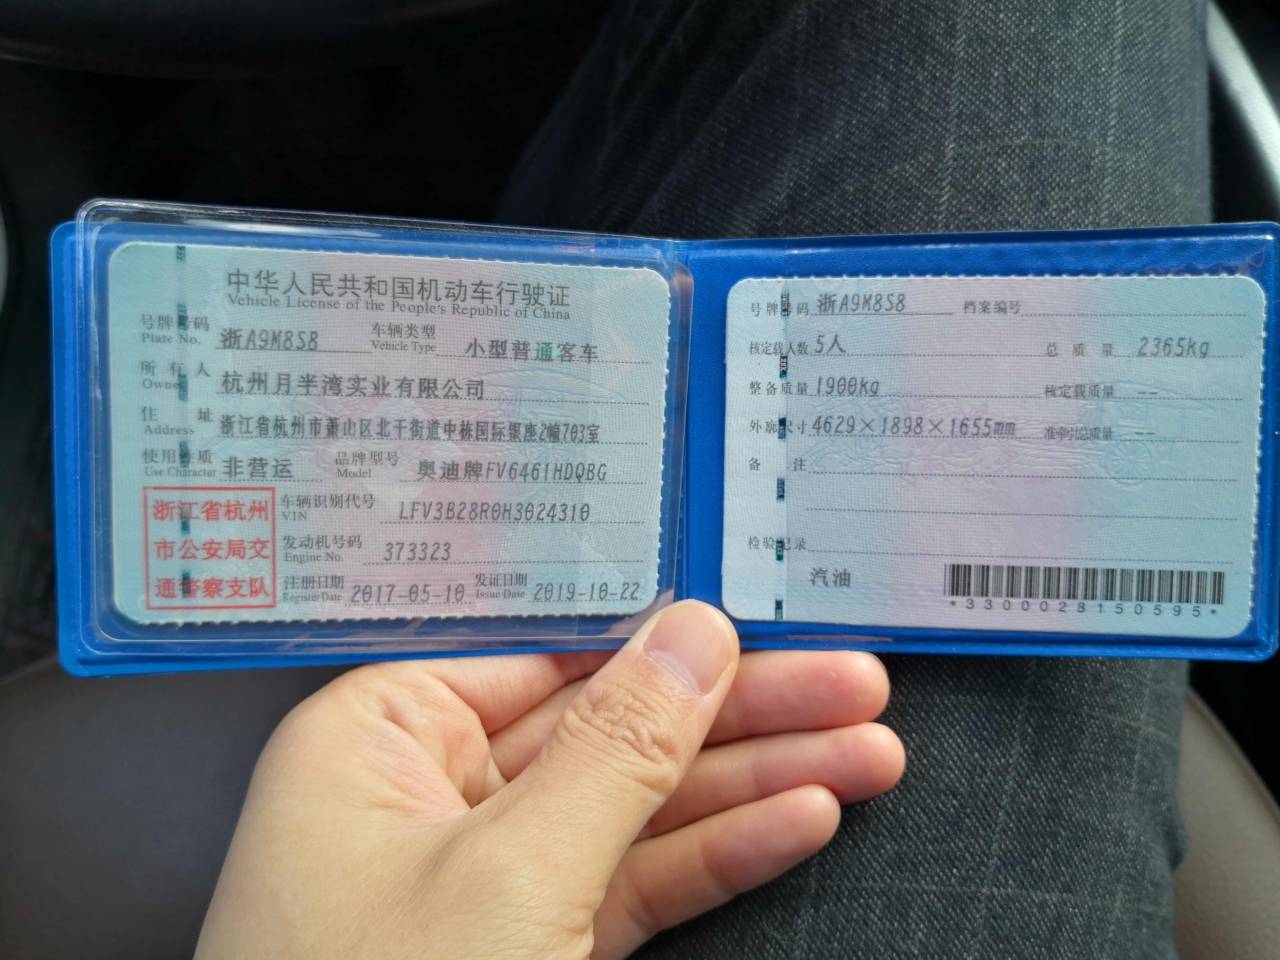 中华人民共和国机动车行驶证
Vehicle License of the People's Republic of China
号牌号码 浙A9M8S8 车辆类型 小型普通客车
Plate No. Vehicle Type
所有人 杭州月半湾实业有限公司
Owner
住址 浙江省杭州市萧山区北干街道中栋国际银座2幢703室
Address
使用性质 非营运 品牌型号 奥迪牌FV6461HDQBG
Use Character Model
浙江省杭州
市公安局交
通警察支队
车辆识别代号 LFV3B28R0H3024310
VIN
发动机号码 373323
Engine No.
注册日期 2017-05-10 发证日期 2019-10-22
Register Date Issue Date
号牌号码 浙A9M8S8 档案编号
核定载人数 5人 总质量 2365kg
整备质量 1900kg 核定载质量 --
外廓尺寸 4629×1898×1655mm 准牵引总质量 --
备注
检验记录
汽油
*3300028150595*